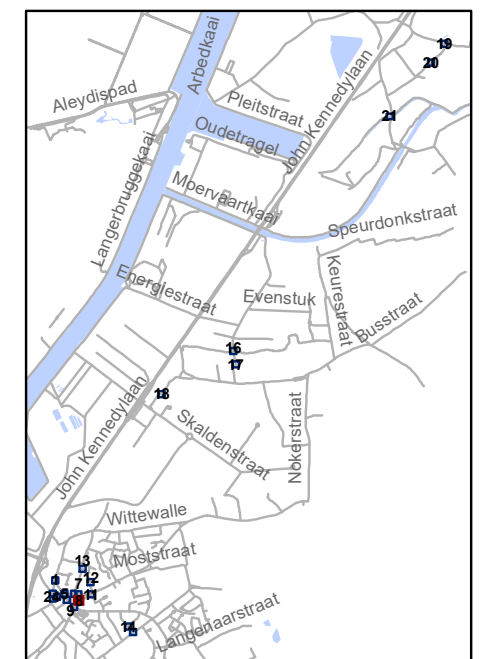 19
20
21
Arbedkaai
Aleydispad
Pleitstraat
John Kennedylaan
Oudetragel
Langerbruggekaai
Moervaartkaai
Speurdonkstraat
Energiestraat
Evenstuk
Keurestraat
Busstraat
16
17
18
John Kennedylaan
Skaldenstraat
Nokerstraat
Wittewalle
Moststraat
13
12
7
11
9
Langenaarstraat